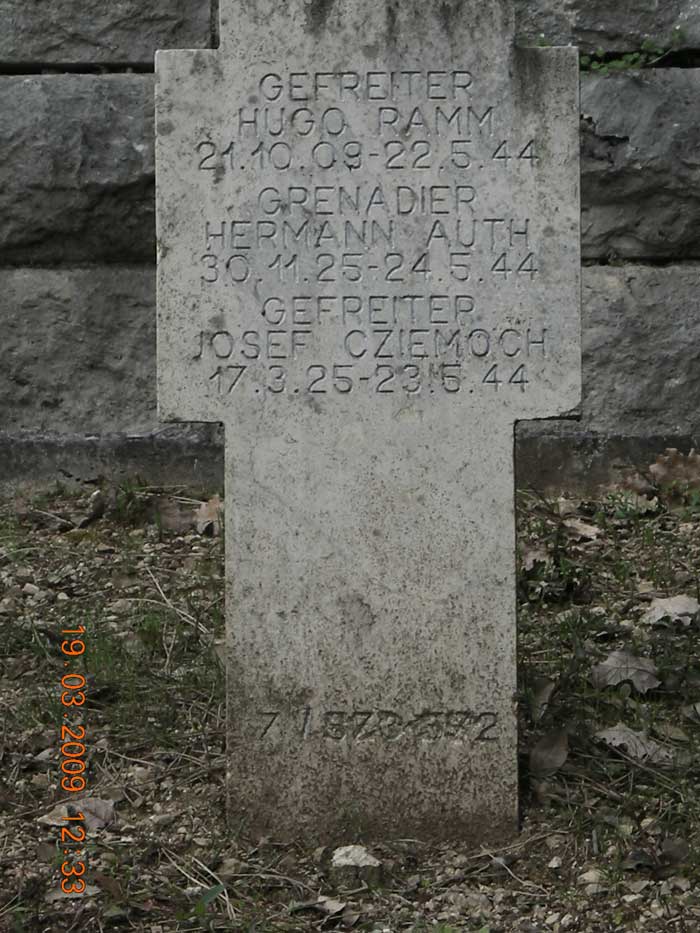 GEFREITER
HUGO RAMM
21.10.09-22.5.44
GRENADIER
HERMANN AUTH
30.11.25-24.5.44
GEFREITER
JOSEF CZIEMOCH
17.3.25-23.5.44
19.03.2009 12:33